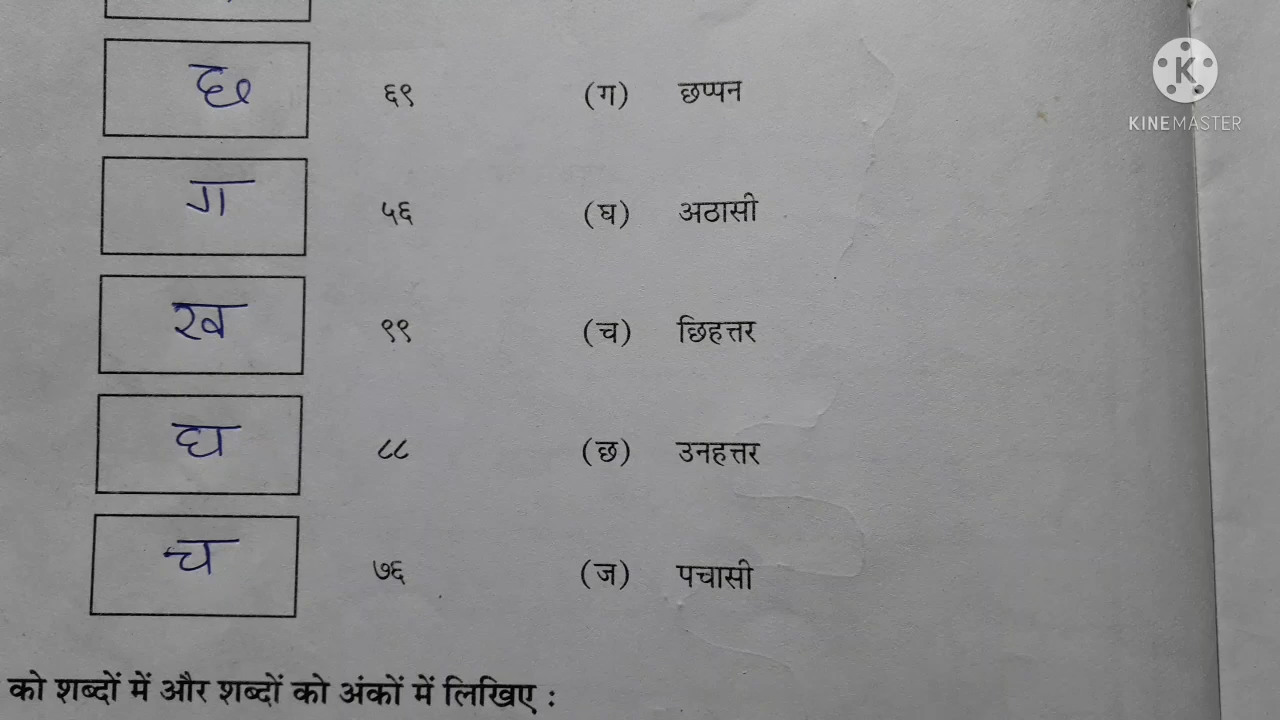 छ ६९ (ग) छप्पन
K
KINEMASTER
ग ५६ (घ) अठासी
ख ९९ (च) छिहत्तर
घ ८८ (छ) उनहत्तर
च ७६ (ज) पचासी
को शब्दों में और शब्दों को अंकों में लिखिए :